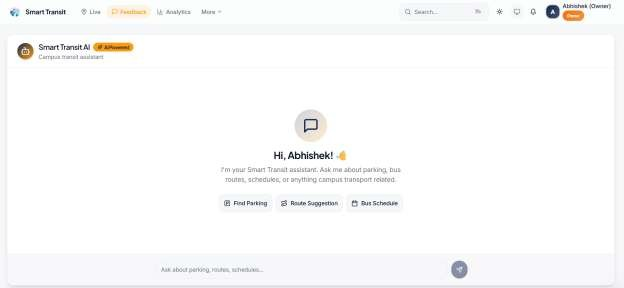 Smart Transit
Live
Feedback
Analytics
More
Search...
Abhishek (Owner)
A
Smart Transit AI
AI Powered
Campus transit assistant
Hi, Abhishek! 👋
I'm your Smart Transit assistant. Ask me about parking, bus
routes, schedules, or anything campus transport related.
Find Parking
Route Suggestion
Bus Schedule
Ask about parking, routes, schedules...